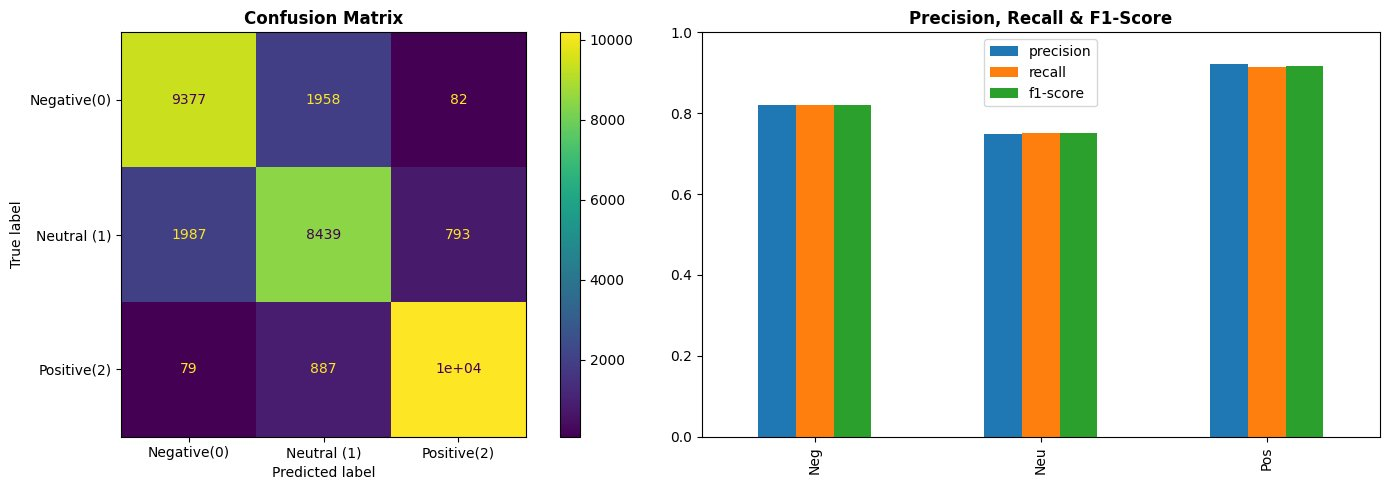 Confusion Matrix
True label
Negative(0)
Neutral (1)
Positive(2)
9377 1958 82
1987 8439 793
79 887 1e+04
Negative(0) Neutral (1) Positive(2)
Predicted label
10000
8000
6000
4000
2000
Precision, Recall & F1-Score
precision
recall
f1-score
1.0
0.8
0.6
0.4
0.2
0.0
Neg Neu Pos